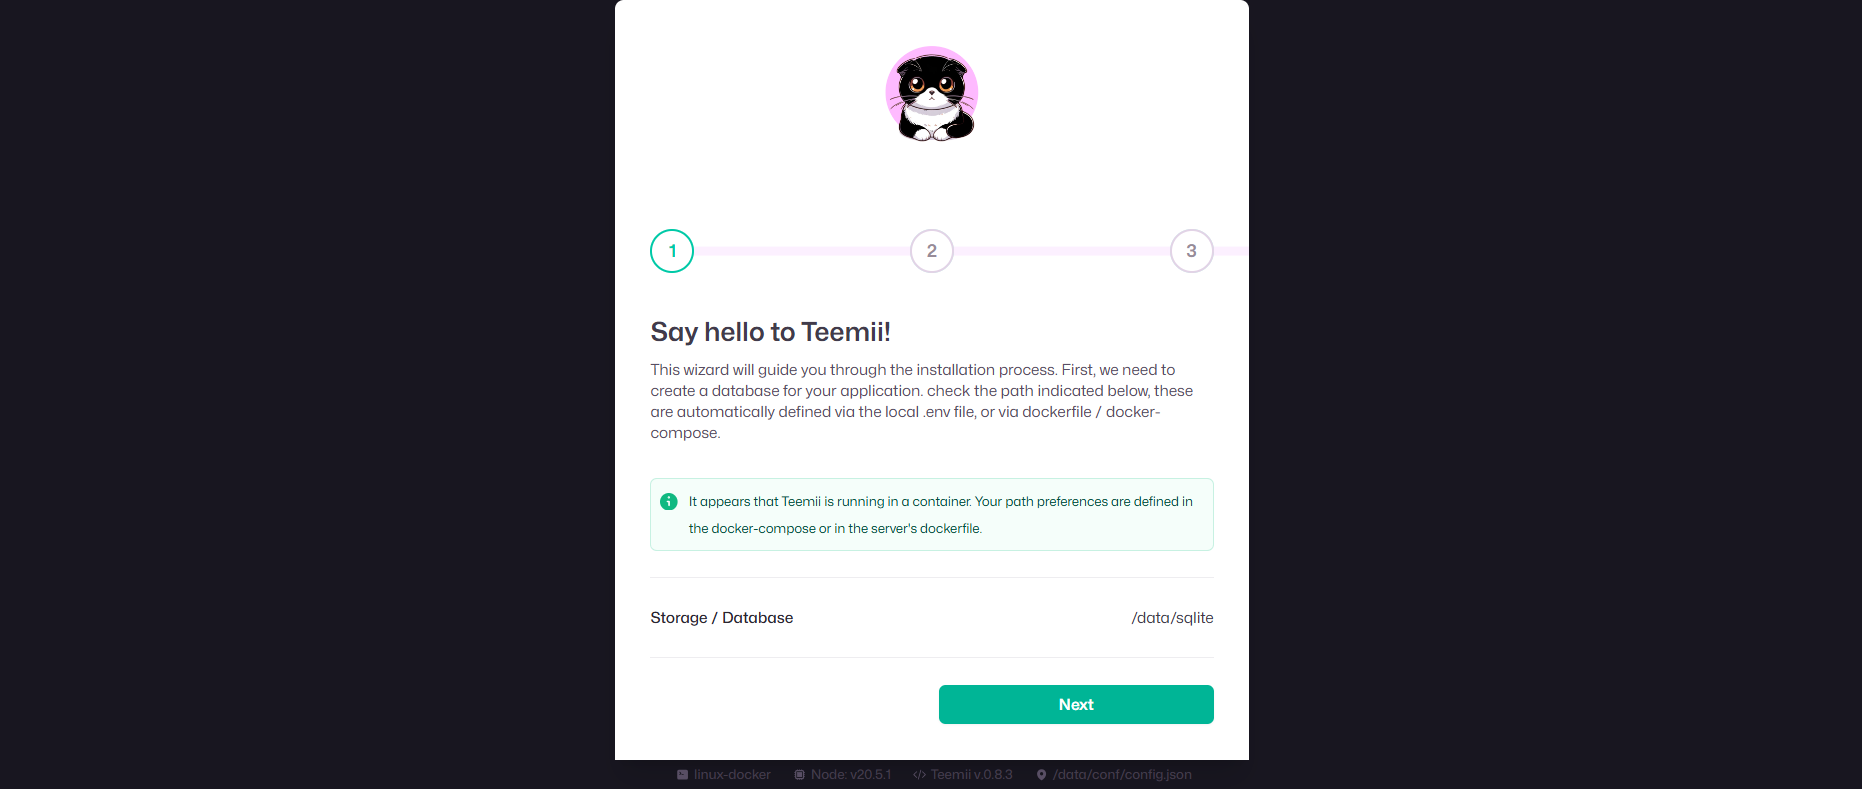 1
2
3
Say hello to Teemii!
This wizard will guide you through the installation process. First, we need to
create a database for your application. check the path indicated below, these
are automatically defined via the local .env file, or via dockerfile / docker-
compose.
It appears that Teemii is running in a container. Your path preferences are defined in
the docker-compose or in the server's dockerfile.
Storage / Database /data/sqlite
Next
linux-docker Node: v20.5.1 Teemii v.0.8.3 /data/conf/config.json